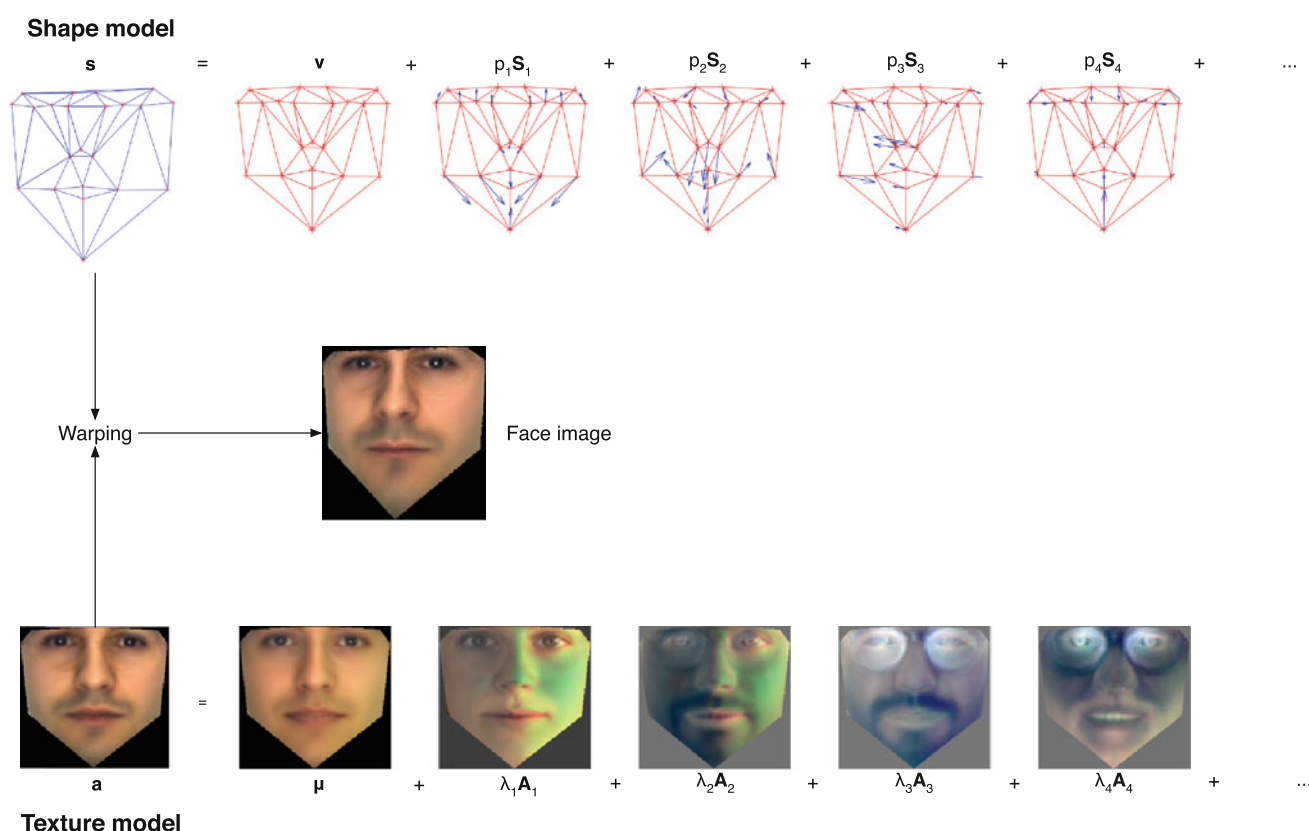 Shape model
s = v + p₁S₁ + p₂S₂ + p₃S₃ + p₄S₄ + ...
Warping
Face image
=
a μ + λ₁A₁ + λ₂A₂ + λ₃A₃ + λ₄A₄ + ...
Texture model